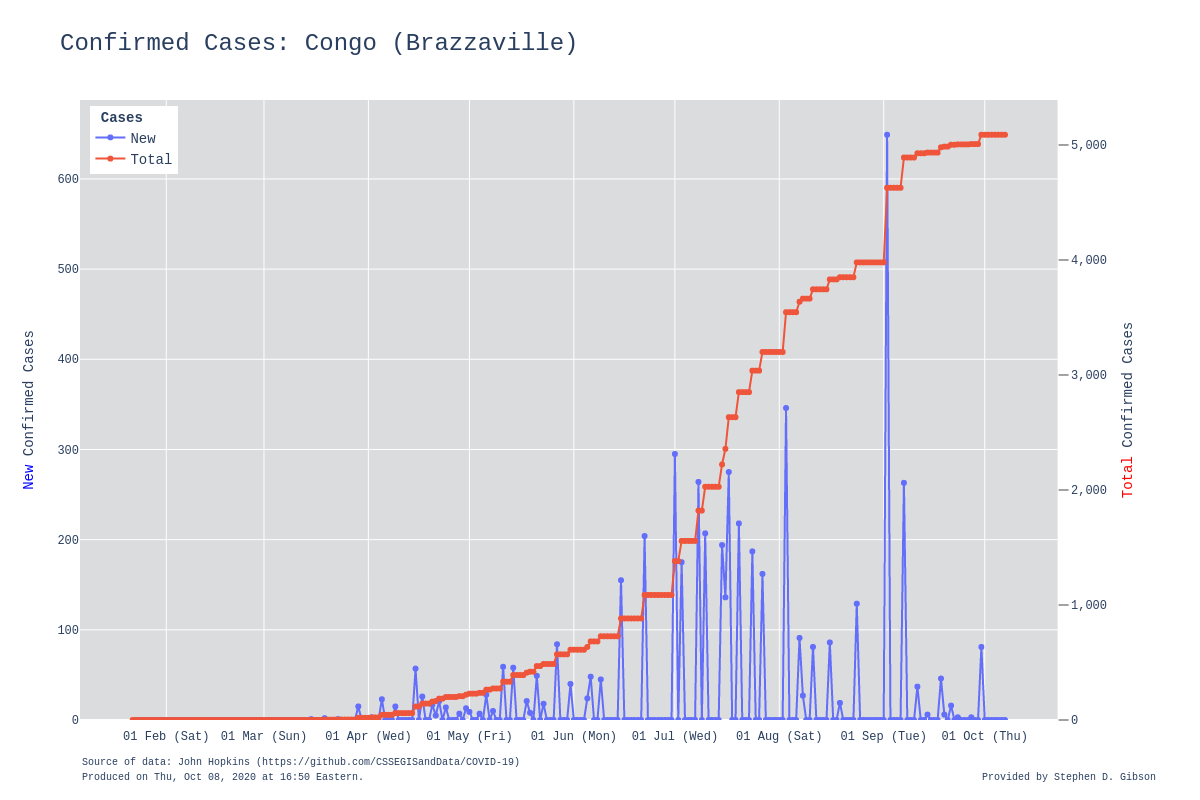 Confirmed Cases: Congo (Brazzaville)
Cases
New
Total
600
500
400
300
200
100
0
5,000
4,000
3,000
2,000
1,000
0
New Confirmed Cases
Total Confirmed Cases
01 Feb (Sat) 01 Mar (Sun) 01 Apr (Wed) 01 May (Fri) 01 Jun (Mon) 01 Jul (Wed) 01 Aug (Sat) 01 Sep (Tue) 01 Oct (Thu)
Source of data: John Hopkins (https://github.com/CSSEGISandData/COVID-19)
Produced on Thu, Oct 08, 2020 at 16:50 Eastern.
Provided by Stephen D. Gibson